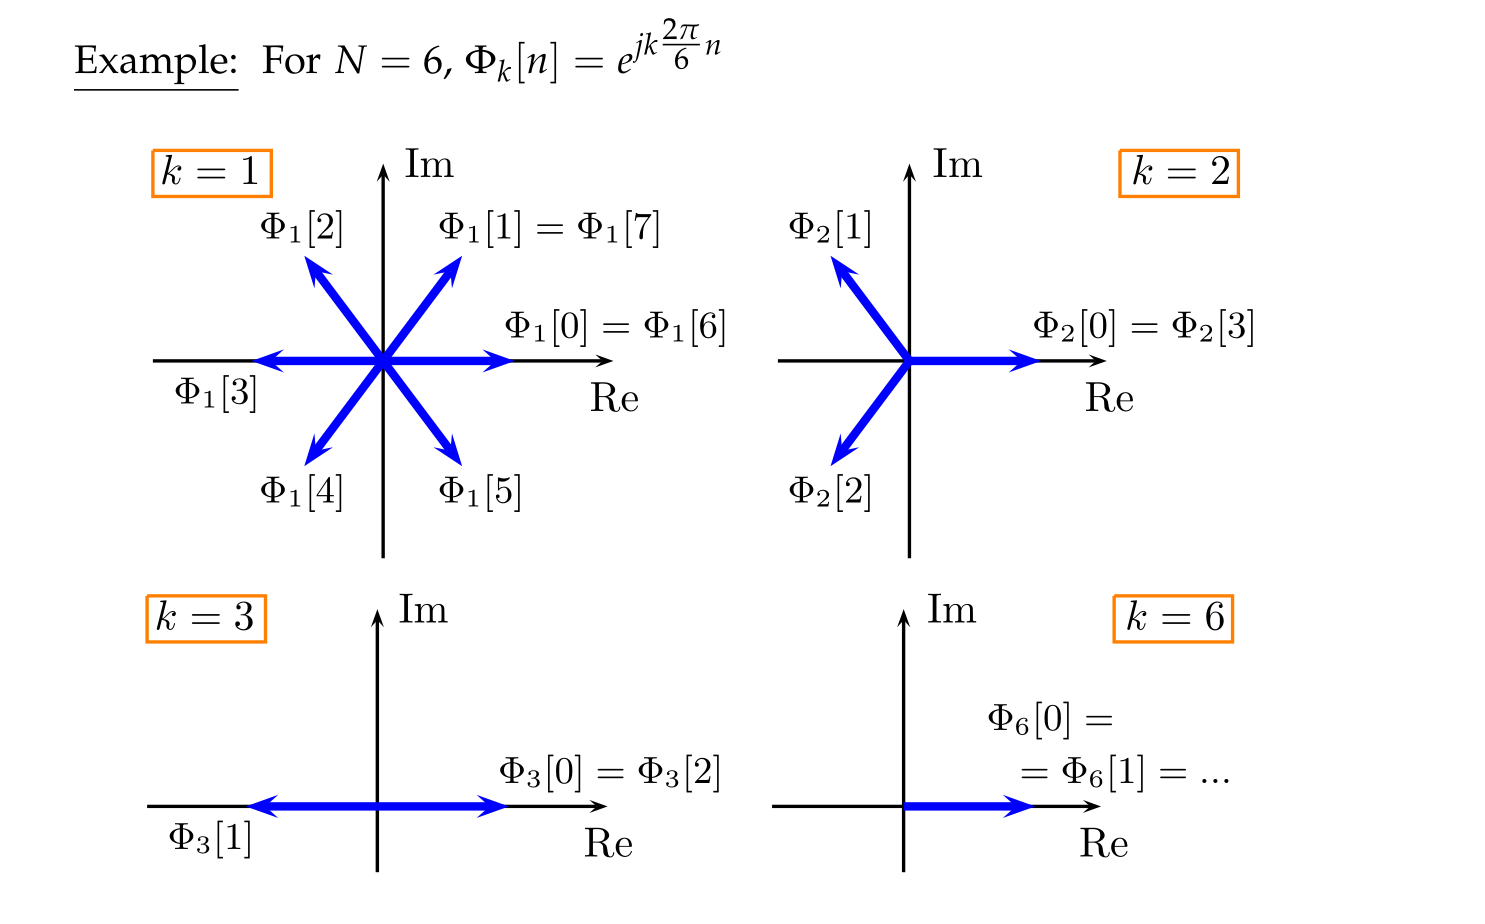 Example: For N = 6, Φ_k[n] = e^{jk\frac{2π}{6}n}
k = 1
Im
Φ₁[2]
Φ₁[1] = Φ₁[7]
Φ₁[0] = Φ₁[6]
Φ₁[3]
Re
Φ₁[4]
Φ₁[5]
k = 2
Im
Φ₂[1]
Φ₂[0] = Φ₂[3]
Re
Φ₂[2]
k = 3
Im
Φ₃[0] = Φ₃[2]
Φ₃[1]
Re
k = 6
Im
Φ₆[0] =
= Φ₆[1] = ...
Re